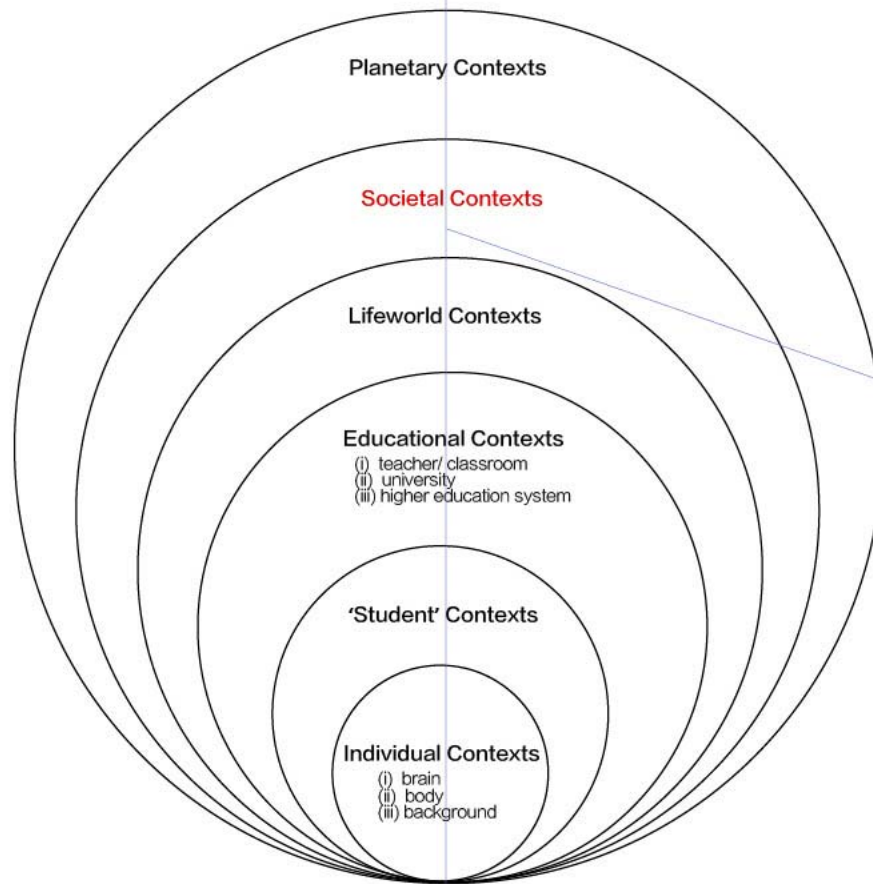 Planetary Contexts
Societal Contexts
Lifeworld Contexts
Educational Contexts
(i) teacher/ classroom
(ii) university
(iii) higher education system
‘Student’ Contexts
Individual Contexts
(i) brain
(ii) body
(iii) background